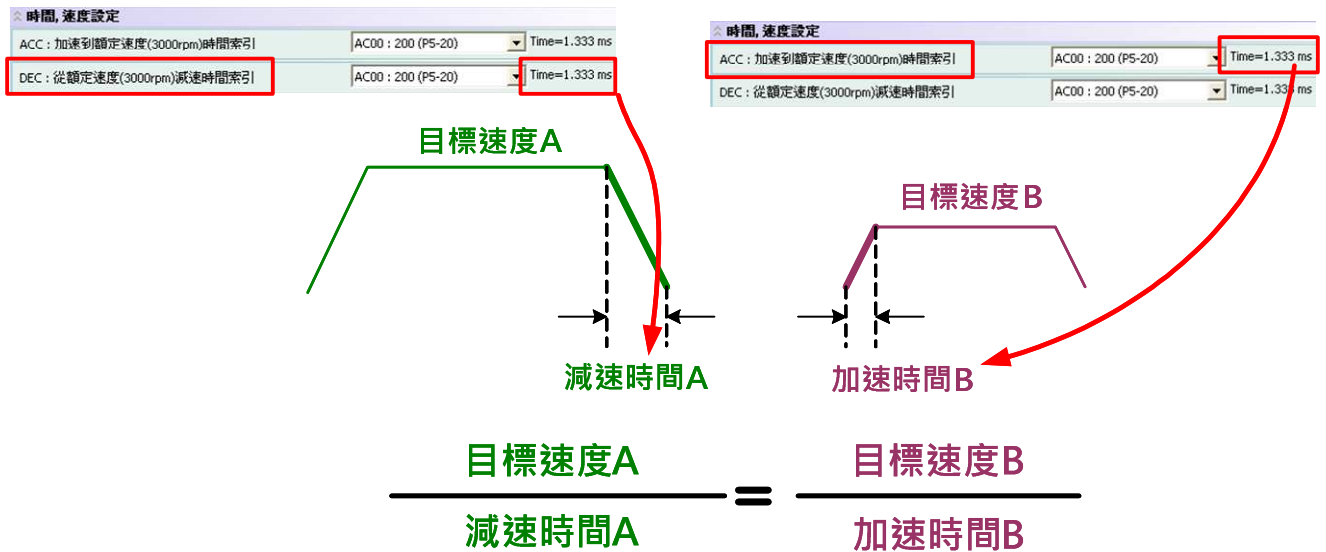 時間, 速度設定
ACC : 加速到額定速度(3000rpm)時間索引
AC00 : 200 (P5-20)
Time=1.333 ms
DEC : 從額定速度(3000rpm)減速時間索引
AC00 : 200 (P5-20)
Time=1.333 ms
時間, 速度設定
ACC : 加速到額定速度(3000rpm)時間索引
AC00 : 200 (P5-20)
Time=1.333 ms
DEC : 從額定速度(3000rpm)減速時間索引
AC00 : 200 (P5-20)
Time=1.333 ms
目標速度A
目標速度B
減速時間A
加速時間B
目標速度A
減速時間A
=
目標速度B
加速時間B